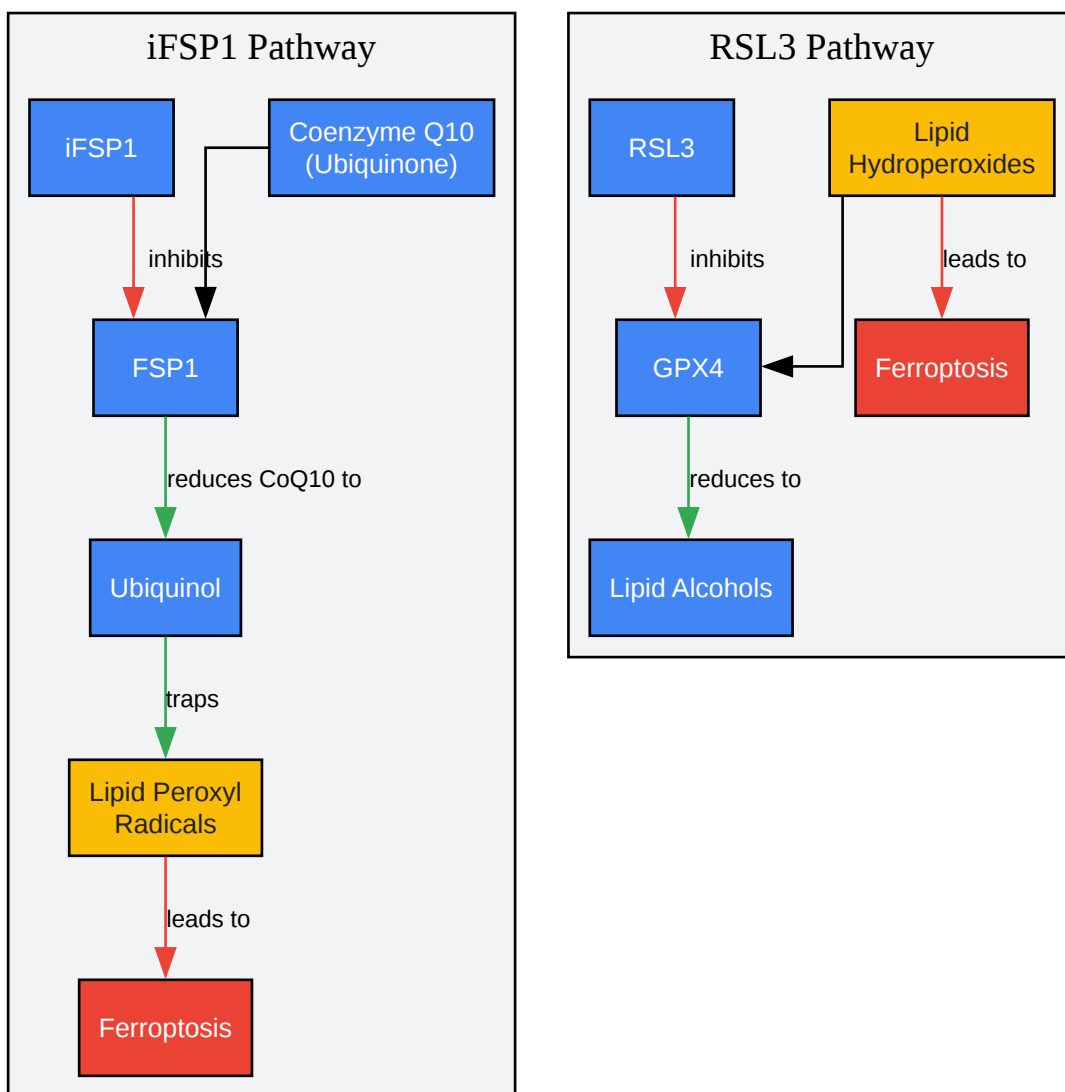 iFSP1 Pathway
iFSP1
Coenzyme Q10
(Ubiquinone)
inhibits
FSP1
reduces CoQ10 to
Ubiquinol
traps
Lipid Peroxyl
Radicals
leads to
Ferroptosis
RSL3 Pathway
RSL3
Lipid
Hydroperoxides
inhibits
leads to
GPX4
Ferroptosis
reduces to
Lipid Alcohols